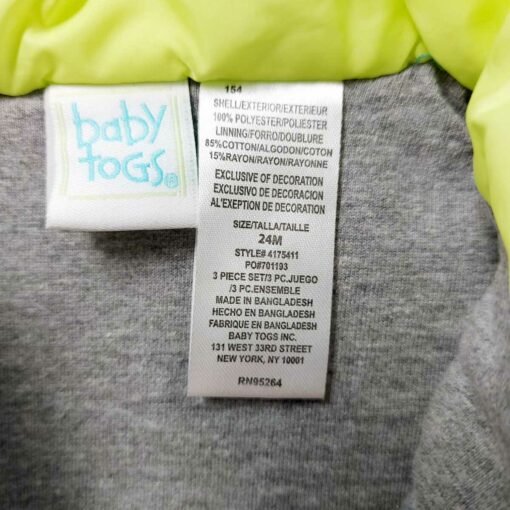 baby
togs®
154
SHELL/EXTERIOR/EXTERIEUR
100% POLYESTER/POLIESTER
LINNING/FORRO/DOUBLURE
85%COTTON/ALGODON/COTON
15%RAYON/RAYON/RAYONNE
EXCLUSIVE OF DECORATION
EXCLUSIVO DE DECORACION
AL'EXEPTION DE DECORATION
SIZE/TALLA/TAILLE
24M
STYLE# 4175411
PO#701193
3 PIECE SET/3 PC.JUEGO
/3 PC.ENSEMBLE
MADE IN BANGLADESH
HECHO EN BANGLADESH
FABRIQUE EN BANGLADESH
BABY TOGS INC.
131 WEST 33RD STREET
NEW YORK, NY 10001
RN95264